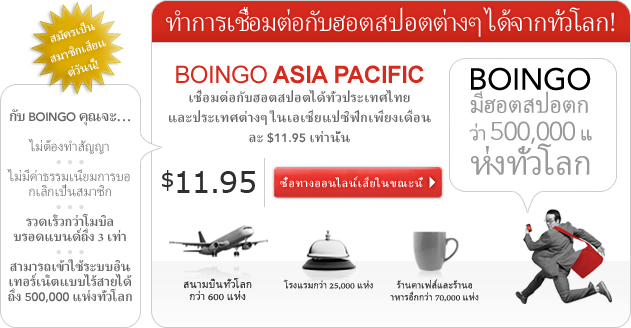 สมัครเป็น
สมาชิกเสียแ
ต่วันนี้!
ทำการเชื่อมต่อกับฮอตสปอตต่างๆ ได้จากทั่วโลก!
กับ BOINGO คุณจะ...
ไม่ต้องทำสัญญา
ไม่มีค่าธรรมเนียมการบอ
กเลิกเป็นสมาชิก
รวดเร็วกว่าโมบิล
บรอดแบนด์ถึง 3 เท่า
สามารถเข้าใช้ระบบอิน
เทอร์เน็ตแบบไร้สายได้
ถึง 500,000 แห่งทั่วโลก
BOINGO ASIA PACIFIC
เชื่อมต่อกับฮอตสปอตได้ทั่วประเทศไทย
และประเทศต่างๆ ในเอเชียแปซิฟิกเพียงเดือน
ละ $11.95 เท่านั้น
$11.95
ซื้อทางออนไลน์เสียในขณะนี้
BOINGO
มีฮอตสปอตก
ว่า 500,000 แ
ห่งทั่วโลก
สนามบินทั่วโลก
กว่า 600 แห่ง
โรงแรมกว่า 25,000 แห่ง
ร้านคาเฟ่และร้านอ
าหารอีกกว่า 70,000 แห่ง